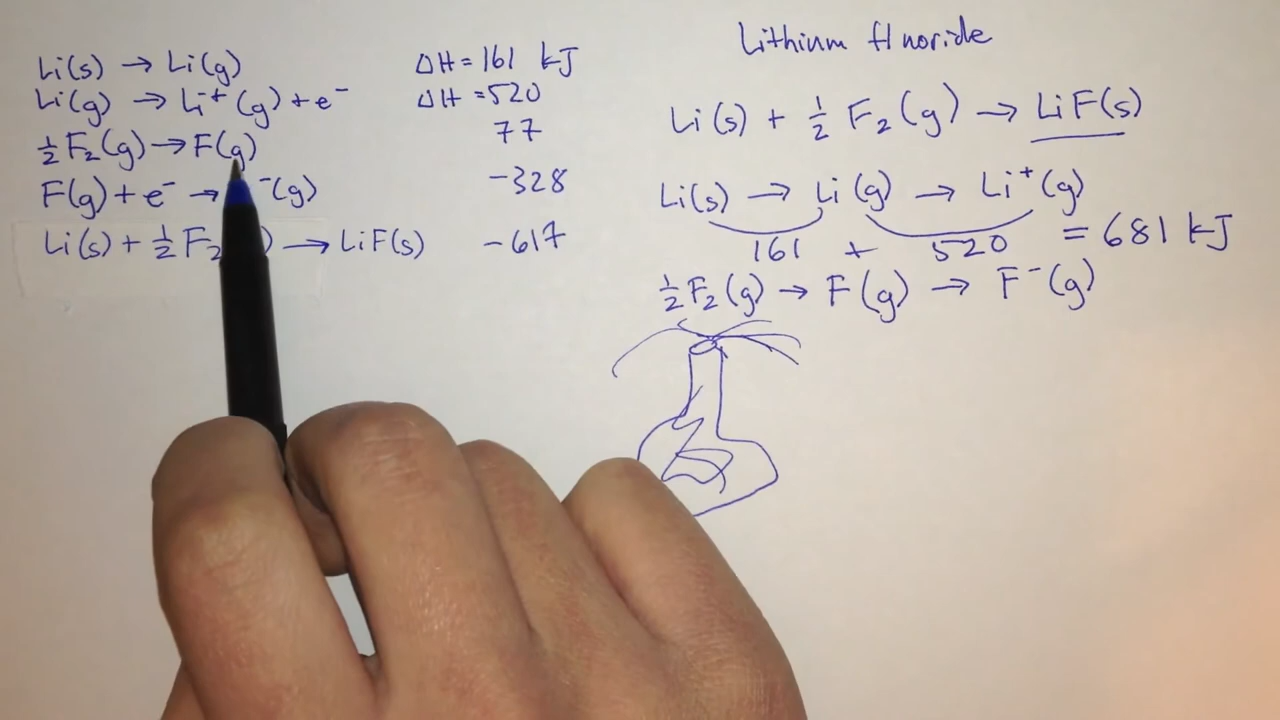 Li(s) → Li(g) ΔH = 161 kJ
Li(g) → Li⁺(g) + e⁻ ΔH = 520
½F₂(g) → F(g) 77
F(g) + e⁻ → ⁻(g) -328
Li(s) + ½F₂ ) → LiF(s) -617
Lithium fluoride
Li(s) + ½ F₂(g) → LiF(s)
Li(s) → Li(g) → Li⁺(g)
161 + 520 = 681 kJ
½F₂(g) → F(g) → F⁻(g)